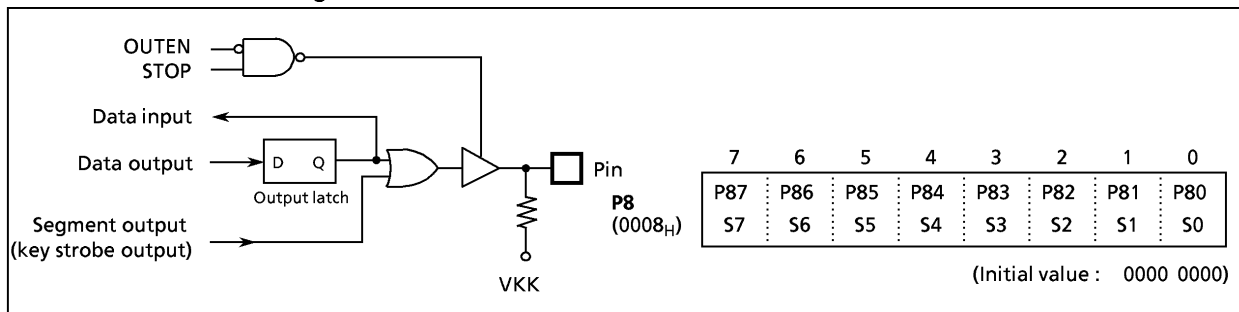 OUTEN
STOP
Data input
Data output
D Q
Output latch
Segment output
(key strobe output)
Pin
VKK
P8
(0008H)
7 6 5 4 3 2 1 0
P87 P86 P85 P84 P83 P82 P81 P80
S7 S6 S5 S4 S3 S2 S1 S0
(Initial value : 0000 0000)